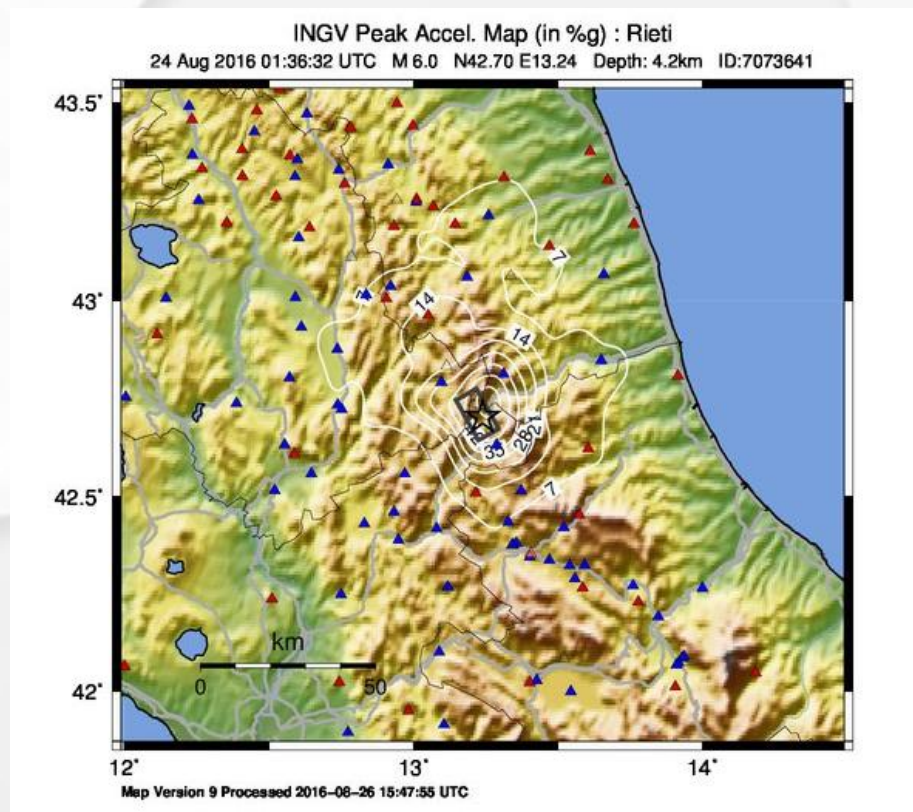 INGV Peak Accel. Map (in %g) : Rieti
24 Aug 2016 01:36:32 UTC M 6.0 N42.70 E13.24 Depth: 4.2km ID:7073641
43.5˚
7
43˚
7
14
14
21
28
35
42.5˚
7
km
0 50
42˚
12˚ 13˚ 14˚
Map Version 9 Processed 2016-08-26 15:47:55 UTC